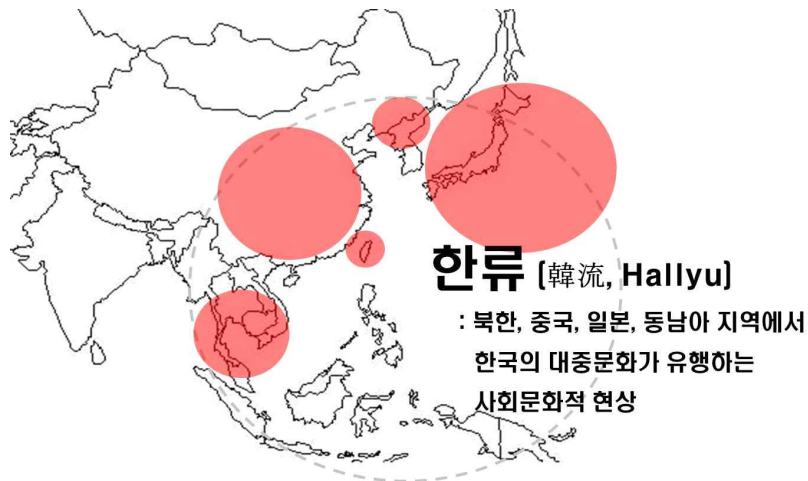 한류 [韓流, Hallyu]
: 북한, 중국, 일본, 동남아 지역에서
한국의 대중문화가 유행하는
사회문화적 현상